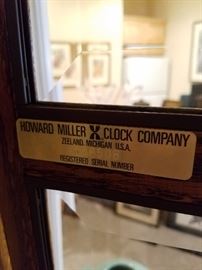 HOWARD MILLER CLOCK COMPANY
ZEELAND, MICHIGAN U.S.A.
REGISTERED SERIAL NUMBER